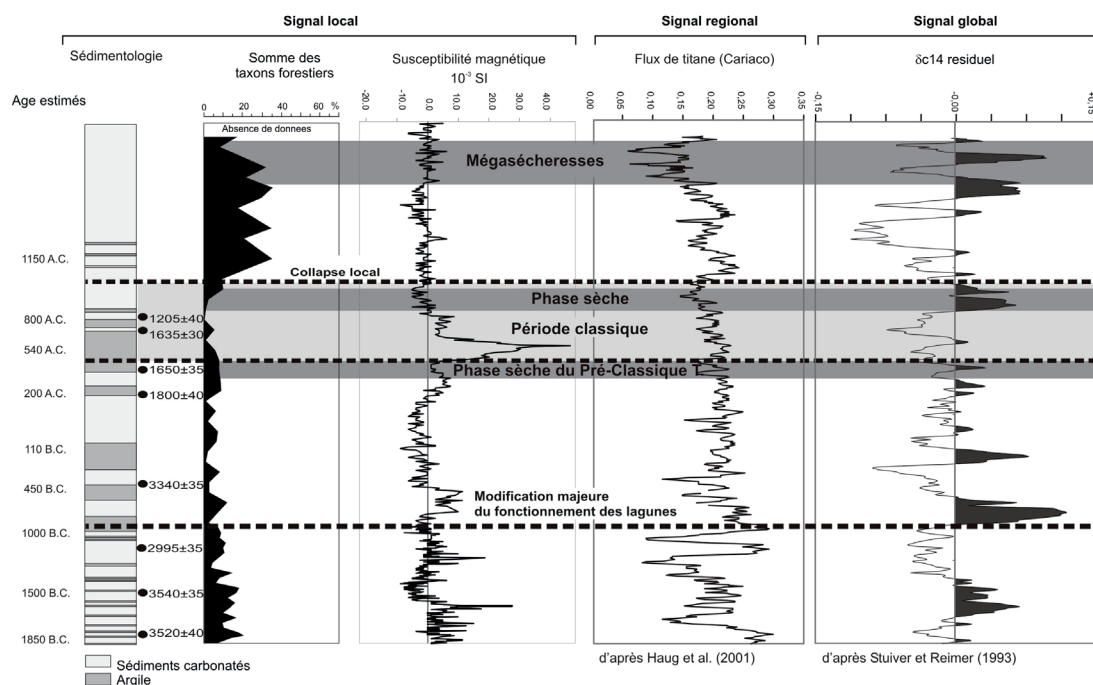 Signal local
Signal regional
Signal global
Sédimentologie
Somme des
taxons forestiers
Susceptibilité magnétique
10-3 SI
Flux de titane (Cariaco)
δc14 residuel
Age estimés
0 20 40 60 %
-20.0 -10.0 0.0 10.0 20.0 30.0 40.0
0,00 0,05 0,10 0,15 0,20 0,25 0,30 0,35
-0.15 -0.00 40,15
Absence de donnees
Mégasécheresses
1150 A.C.
Collapse local
Phase sèche
800 A.C.
1205±40
Période classique
1635±30
540 A.C.
1650±35
Phase sèche du Pré-Classique T
200 A.C.
1800±40
110 B.C.
3340±35
450 B.C.
Modification majeure
du fonctionnement des lagunes
1000 B.C.
2995±35
1500 B.C.
3540±35
3520±40
1850 B.C.
Sédiments carbonatés
Argile
d'après Haug et al. (2001)
d'après Stuiver et Reimer (1993)